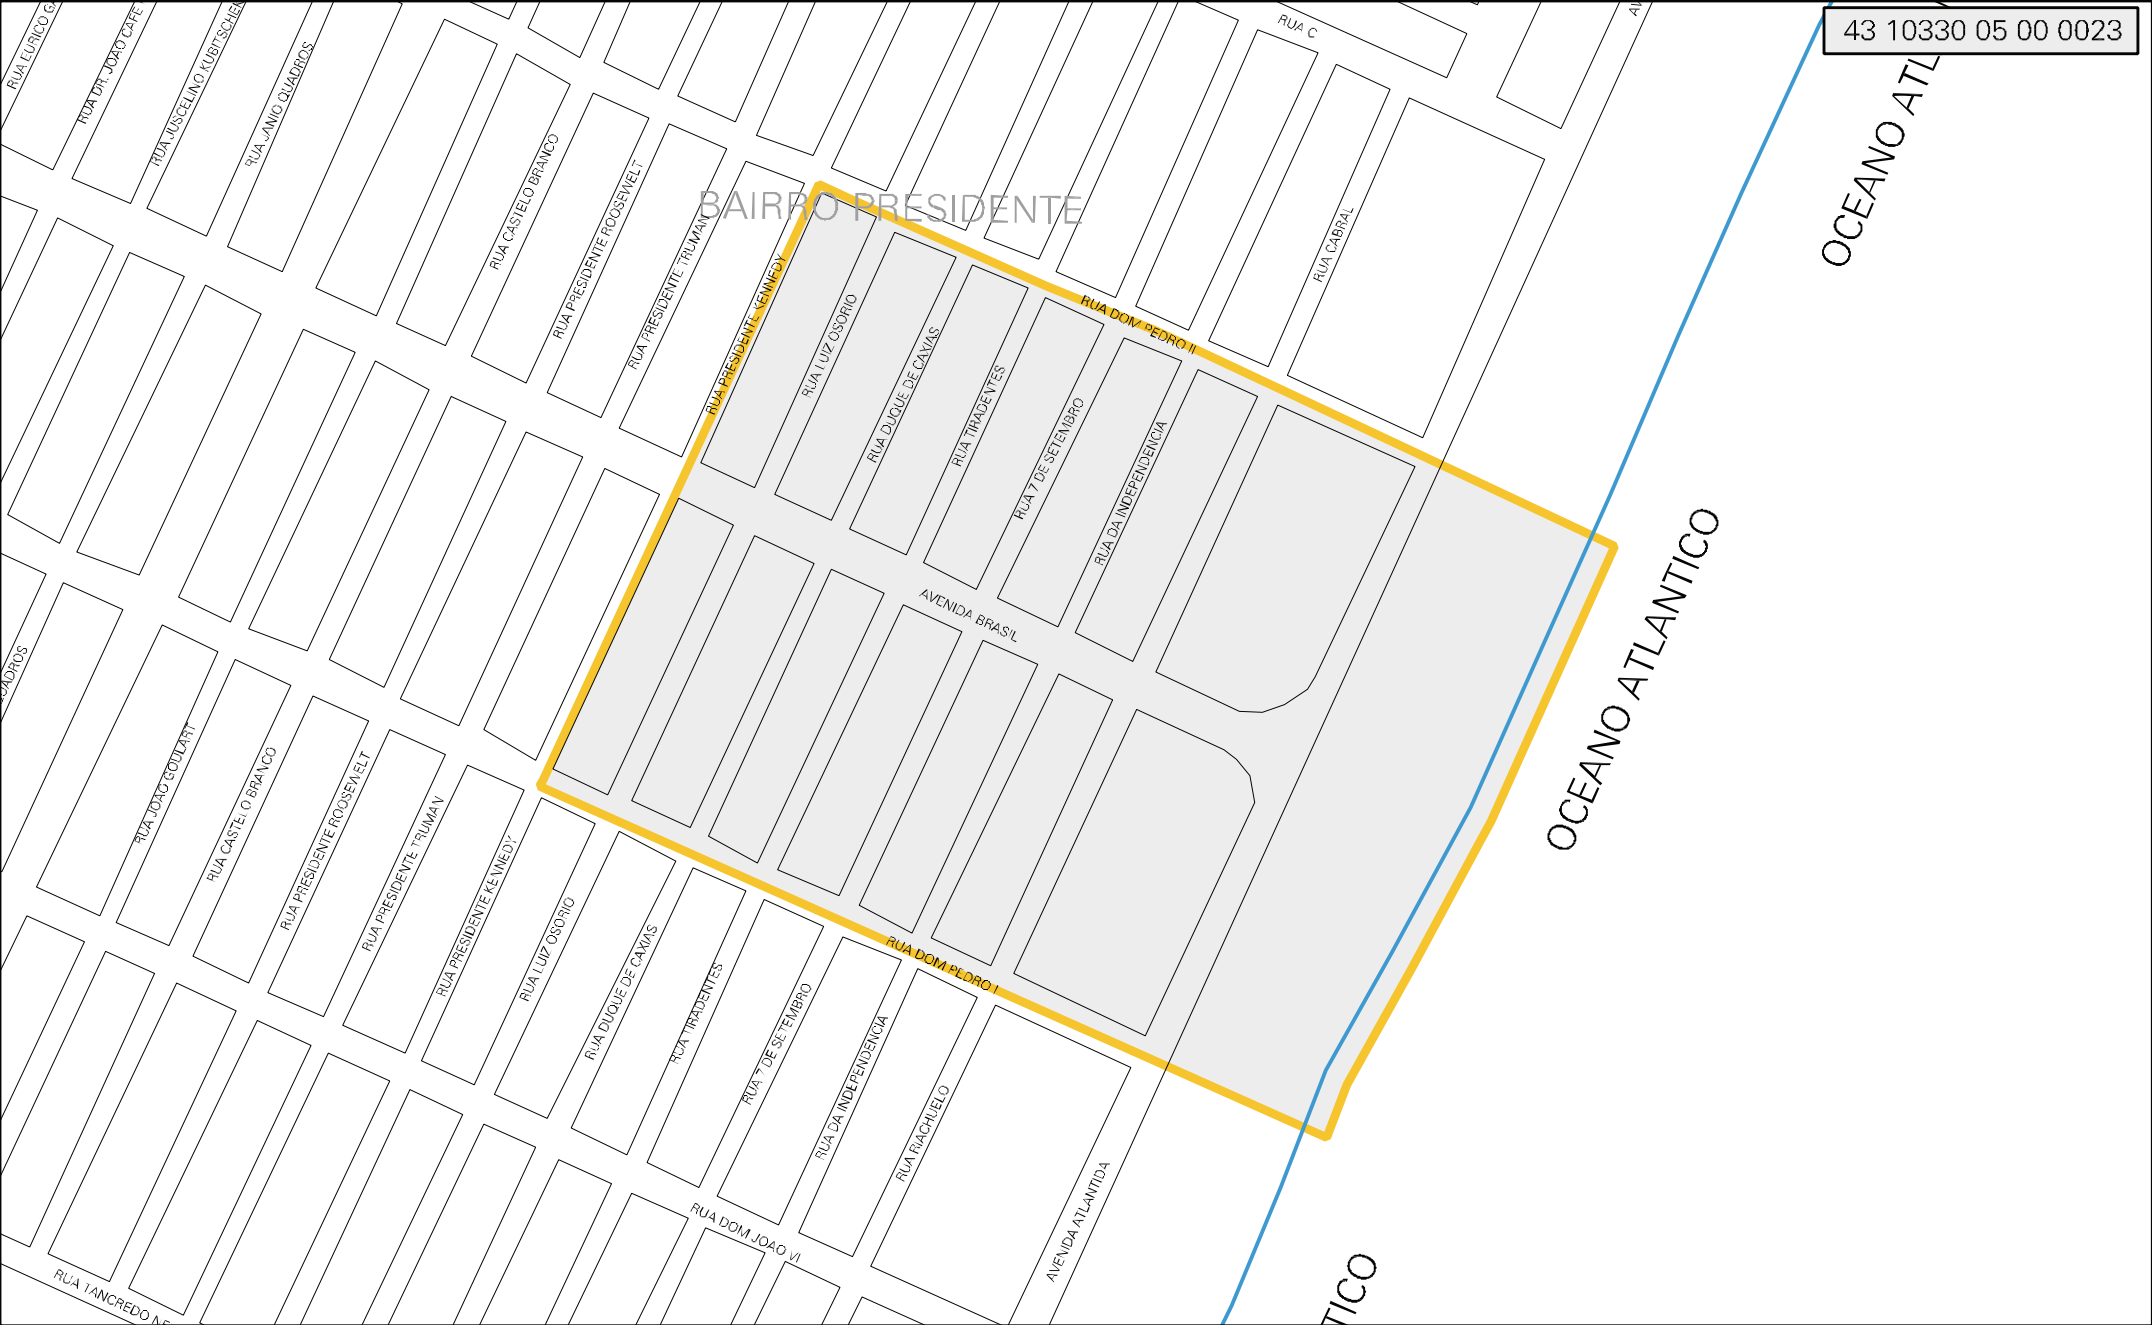 43 10330 05 00 0023
RUA EURICO
RUA DR. JOAO CAFE
RUA JUSCELINO KUBITSCHEK
RUA JANIO QUADROS
RUA C
OCEANO
RUA CASTELO BRANCO
RUA PRESIDENTE ROOSEWELT
RUA PRESIDENTE TRUMAN
BAIRRO PRESIDENTE
RUA CABRAL
RUA PRESIDENTE KENNEDY
RUA LUIZ OSORIO
RUA DUQUE DE CAXIAS
RUA TIRADENTES
RUA 7 DE SETEMBRO
RUA DA INDEPENDENCIA
RUA DOM PEDRO II
AVENIDA BRASIL
OCEANO ATLANTICO
RUA JOAO GOULART
RUA CASTELO BRANCO
RUA PRESIDENTE ROOSEVELT
RUA PRESIDENTE TRUMAN
RUA PRESIDENTE KENNEDY
RUA LUIZ OSORIO
RUA DUQUE DE CAXIAS
RUA TIRADENTES
RUA 7 DE SETEMBRO
RUA DA INDEPENDENCIA
RUA RIACHUELO
RUA DOM PEDRO I
AVENIDA ATLANTIDA
RUA DOM JOAO VI
RUA TANCREDO